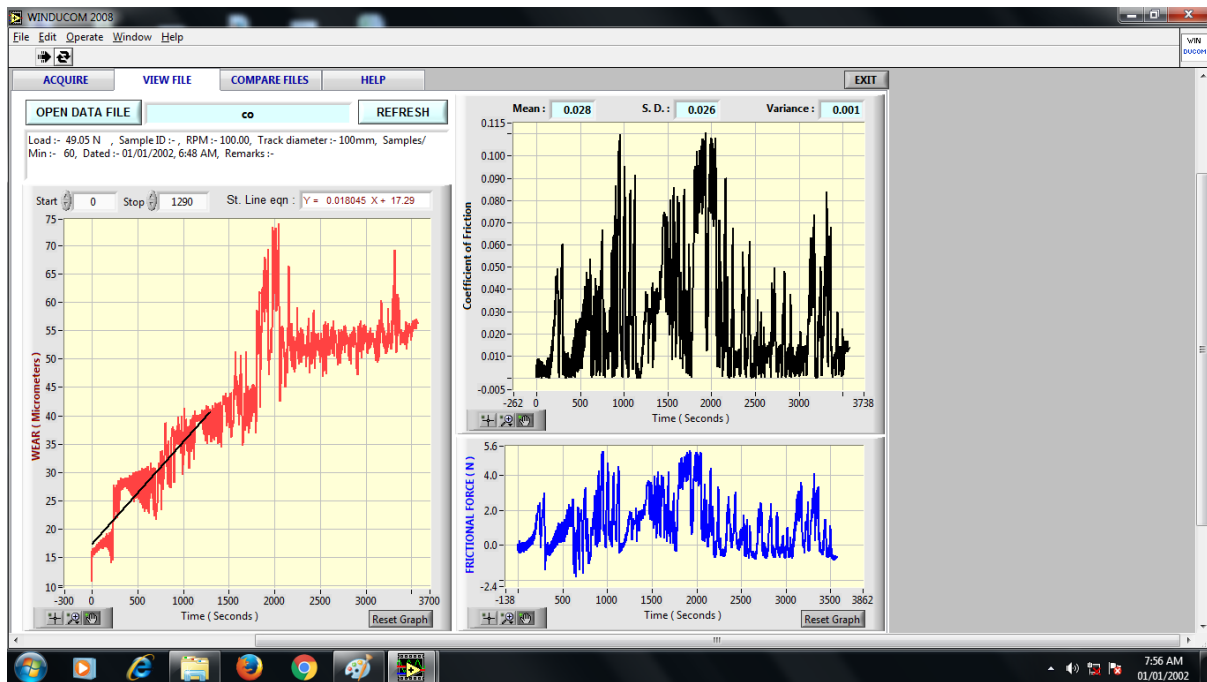 WINDUCOM 2008
File Edit Operate Window Help
WIN
DUCOM
ACQUIRE VIEW FILE COMPARE FILES HELP EXIT
OPEN DATA FILE co REFRESH
Load :- 49.05 N , Sample ID :- , RPM :- 100.00, Track diameter :- 100mm, Samples/
Min :- 60, Dated :- 01/01/2002, 6:48 AM, Remarks :-
Start 0 Stop 1290 St. Line eqn : Y = 0.018045 X + 17.29
75
70
65
60
55
50
45
40
35
30
25
20
15
10
WEAR ( Micrometers )
-300 0 500 1000 1500 2000 2500 3000 3700
Time ( Seconds )
Reset Graph
Mean : 0.028 S. D. : 0.026 Variance : 0.001
0.115
0.100
0.090
0.080
0.070
0.060
0.050
0.040
0.030
0.020
0.010
-0.005
Coefficient of Friction
-262 0 500 1000 1500 2000 2500 3000 3738
Time ( Seconds )
5.6
4.0
2.0
0.0
-2.4
FRICTIONAL FORCE ( N )
-138 500 1000 1500 2000 2500 3000 3500 3862
Time ( Seconds )
Reset Graph
7:56 AM
01/01/2002